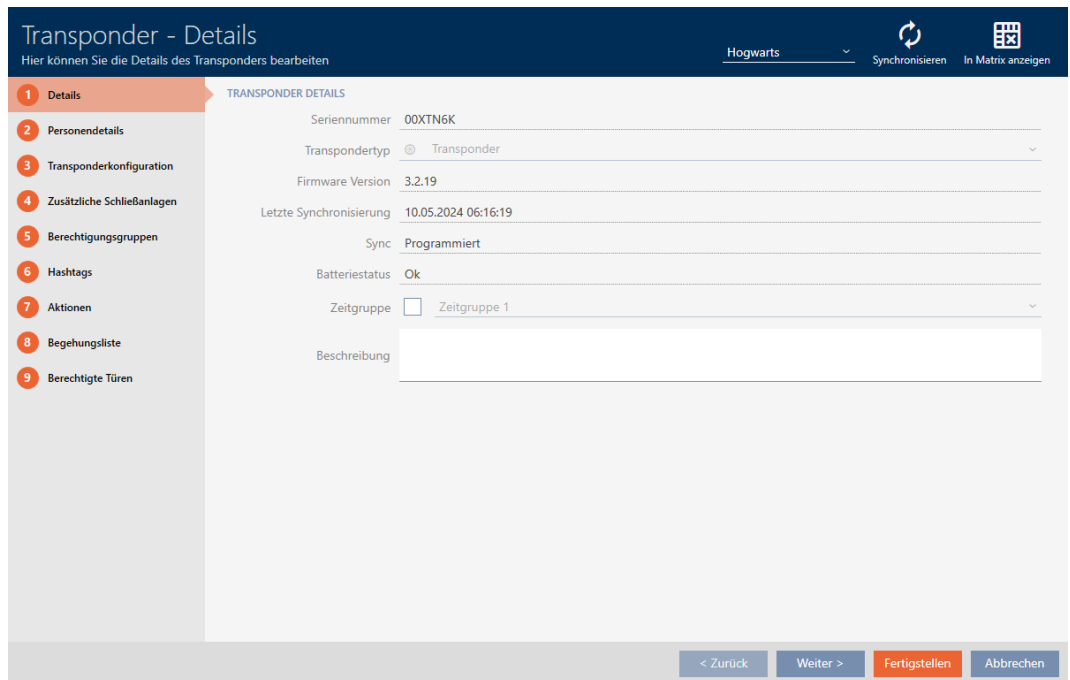 Transponder - Details
Hier können Sie die Details des Transponders bearbeiten
Hogwarts
Synchronisieren
In Matrix anzeigen
1 Details
2 Personendetails
3 Transponderkonfiguration
4 Zusätzliche Schließanlagen
5 Berechtigungsgruppen
6 Hashtags
7 Aktionen
8 Begehungsliste
9 Berechtigte Türen
TRANSPONDER DETAILS
Seriennummer 00XTN6K
Transpondertyp Transponder
Firmware Version 3.2.19
Letzte Synchronisierung 10.05.2024 06:16:19
Sync Programmiert
Batteriestatus Ok
Zeitgruppe Zeitgruppe 1
Beschreibung
< Zurück
Weiter >
Fertigstellen
Abbrechen